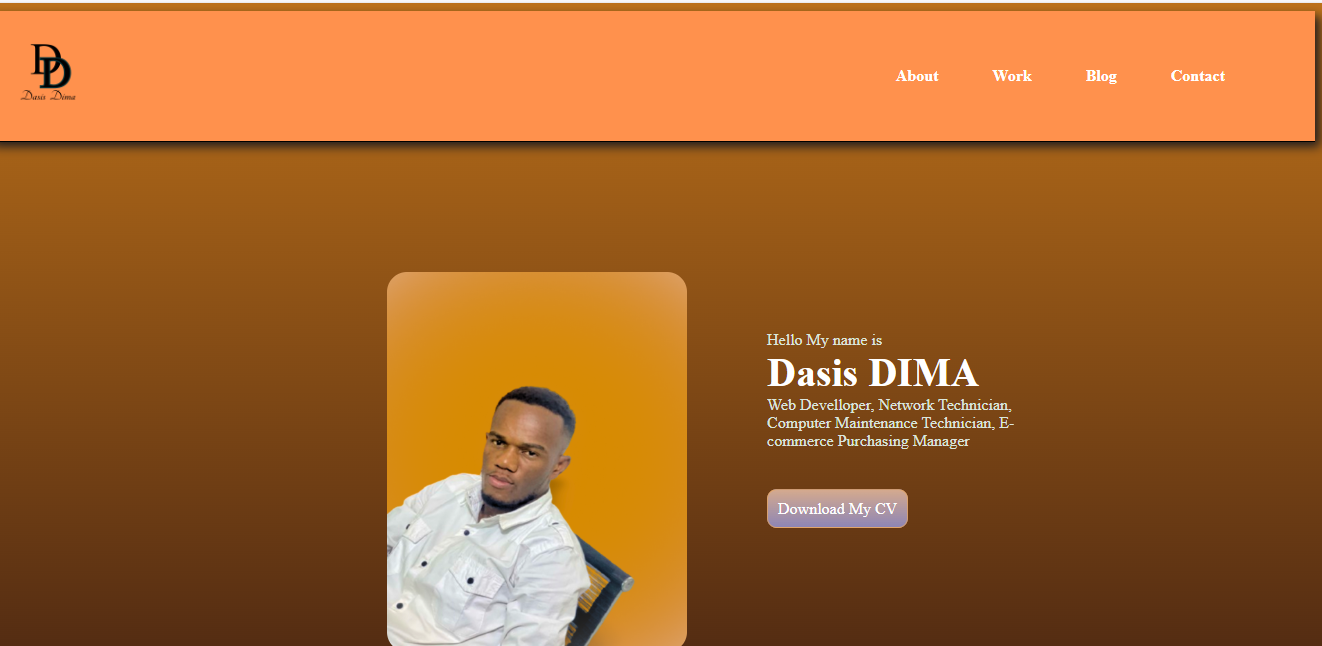 DD
Dasis Dima
About Work Blog Contact
Hello My name is
Dasis DIMA
Web Develloper, Network Technician,
Computer Maintenance Technician, E-
commerce Purchasing Manager
Download My CV